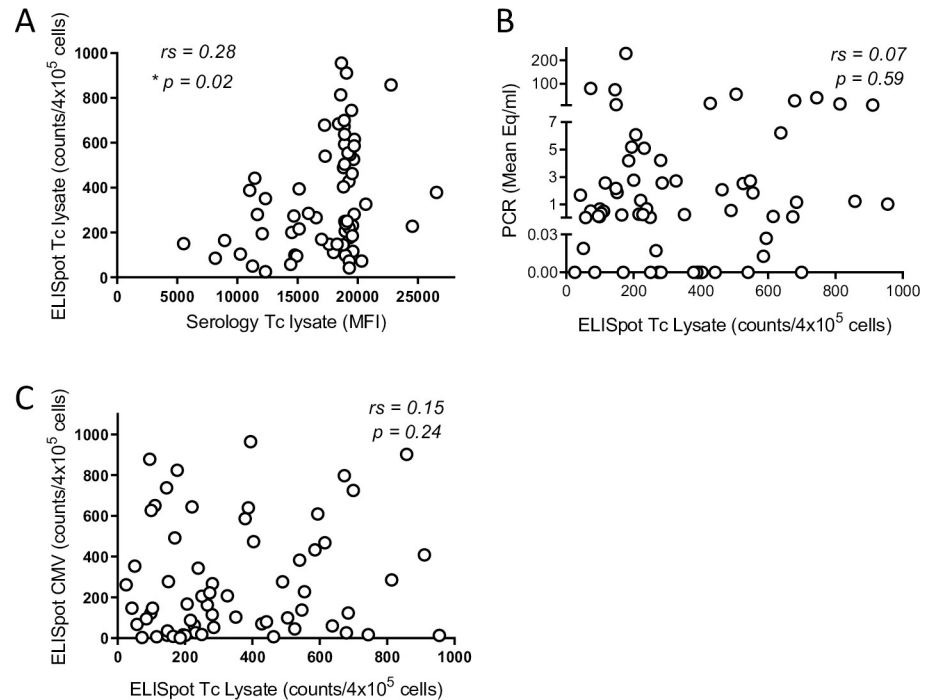 A
ELISpot Tc lysate (counts/4x10⁵ cells)
1000
800
600
400
200
0
rs = 0.28
* p = 0.02
0 5000 10000 15000 20000 25000
Serology Tc lysate (MFI)
B
PCR (Mean Eq/ml)
200
100
7
5
3
1
0.03
0.00
rs = 0.07
p = 0.59
0 200 400 600 800 1000
ELISpot Tc Lysate (counts/4x10⁵ cells)
C
ELISpot CMV (counts/4x10⁵ cells)
1000
800
600
400
200
0
rs = 0.15
p = 0.24
0 200 400 600 800 1000
ELISpot Tc Lysate (counts/4x10⁵ cells)